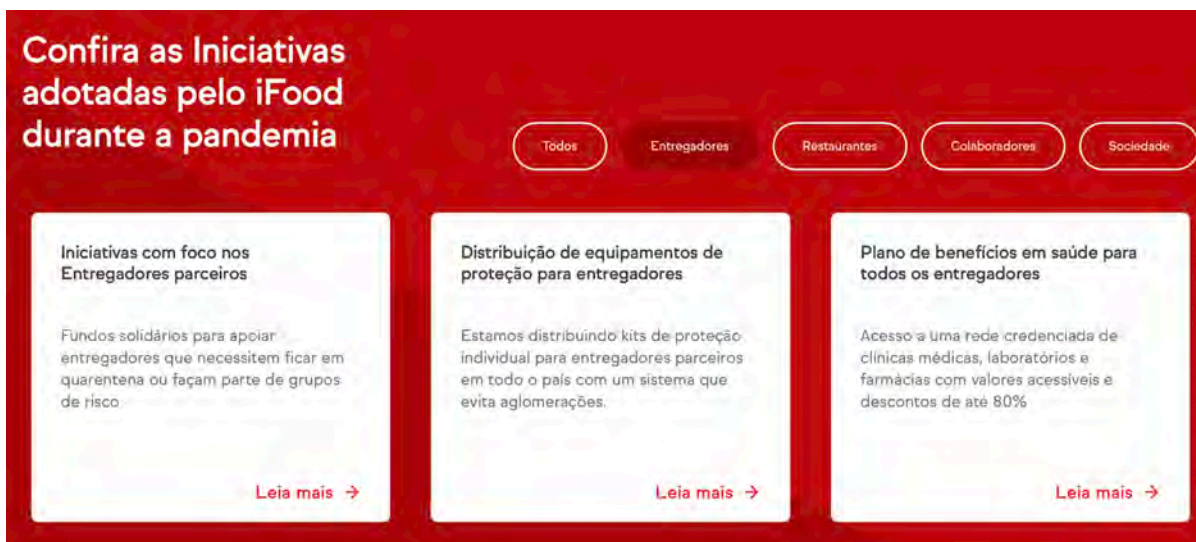 Confira as Iniciativas
adotadas pelo iFood
durante a pandemia
Todos
Entregadores
Restaurantes
Colaboradores
Sociedade
Iniciativas com foco nos
Entregadores parceiros
Fundos solidários para apoiar
entregadores que necessitem ficar em
quarentena ou façam parte de grupos
de risco
Leia mais →
Distribuição de equipamentos de
proteção para entregadores
Estamos distribuindo kits de proteção
individual para entregadores parceiros
em todo o país com um sistema que
evita aglomerações.
Leia mais →
Plano de benefícios em saúde para
todos os entregadores
Acesso a uma rede credenciada de
clínicas médicas, laboratórios e
farmácias com valores acessíveis e
descontos de até 80%
Leia mais →